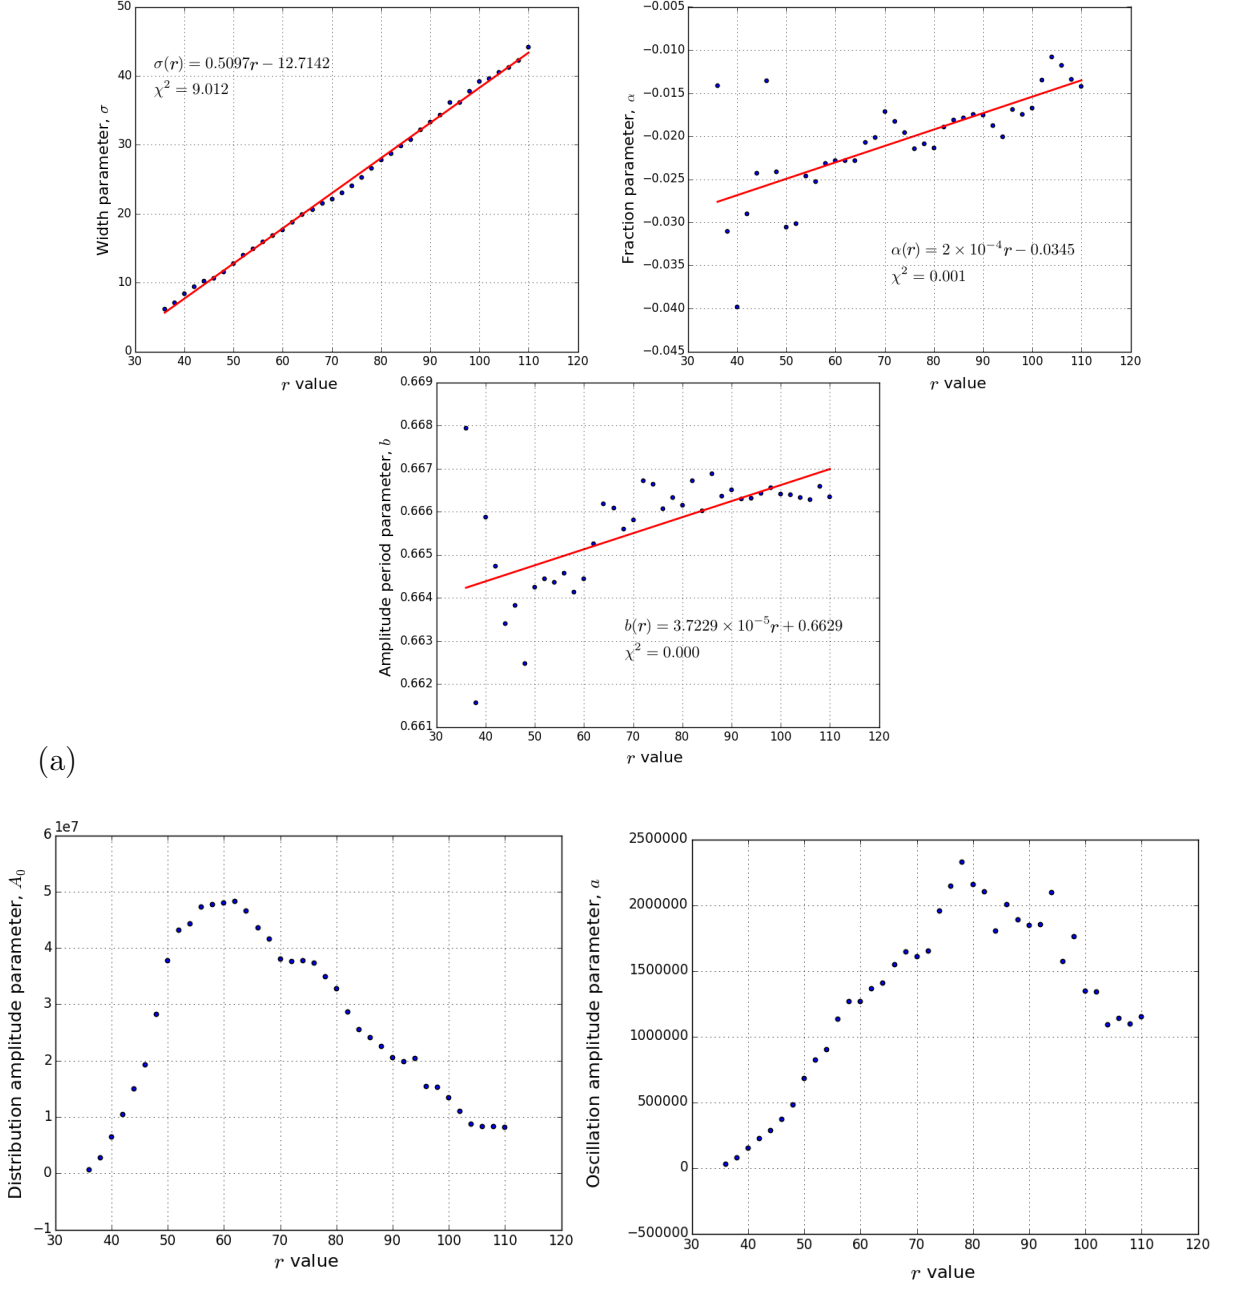 50
40
30
20
10
0
30 40 50 60 70 80 90 100 110 120
Width parameter, σ
σ(r) = 0.5097r − 12.7142
χ² = 9.012
r value
−0.005
−0.010
−0.015
−0.020
−0.025
−0.030
−0.035
−0.040
−0.045
30 40 50 60 70 80 90 100 110 120
Fraction parameter, α
α(r) = 2 × 10⁻⁴r − 0.0345
χ² = 0.001
r value
0.669
0.668
0.667
0.666
0.665
0.664
0.663
0.662
0.661
30 40 50 60 70 80 90 100 110 120
Amplitude period parameter, b
b(r) = 3.7229 × 10⁻⁵r + 0.6629
χ² = 0.000
r value
(a)
1e7
6
5
4
3
2
1
0
−1
30 40 50 60 70 80 90 100 110 120
Distribution amplitude parameter, A₀
r value
2500000
2000000
1500000
1000000
500000
0
−500000
30 40 50 60 70 80 90 100 110 120
Oscillation amplitude parameter, a
r value